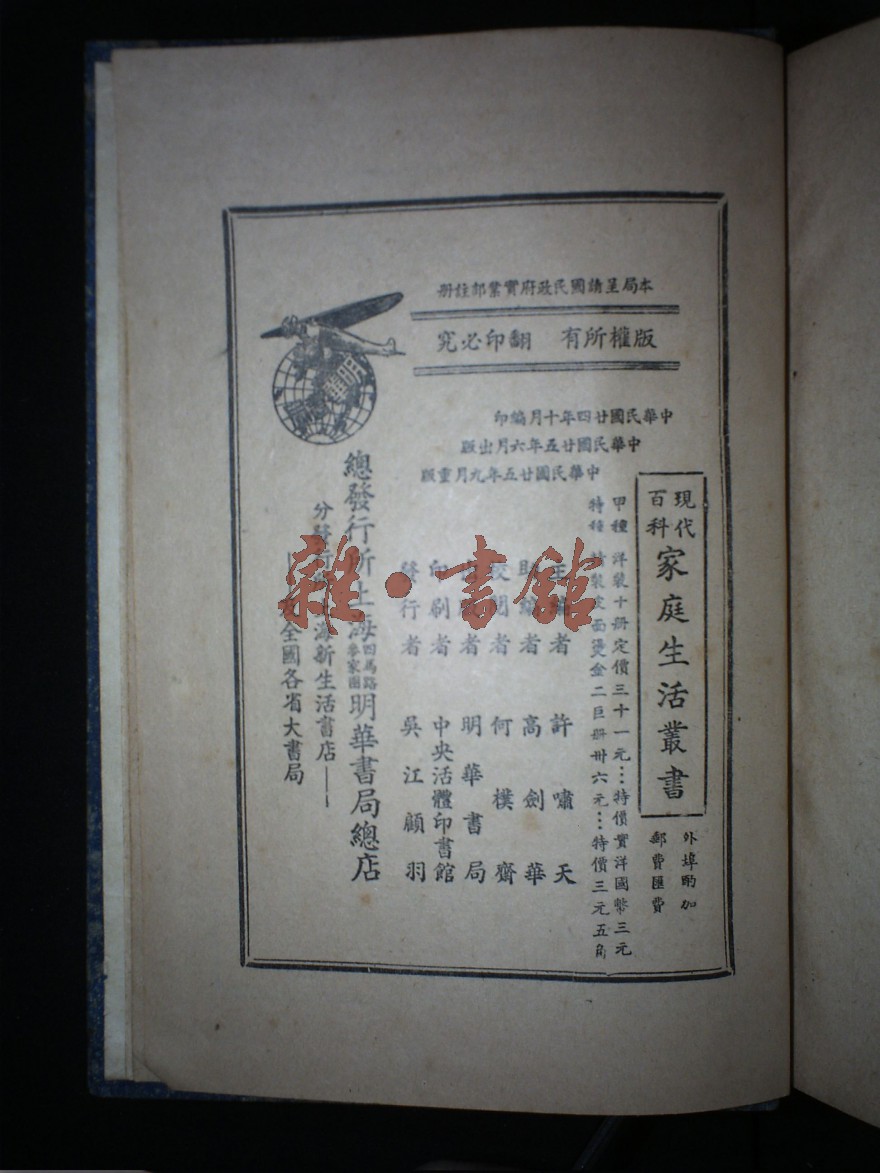 本局呈請國民政府實業部註册
版權所有 翻印必究
中華民國廿四年十月編印
中華民國廿五年六月出版
中華民國廿五年九月重版
現代
百科
家庭生活叢書
外埠酌加
郵費匯費
甲種 洋裝十册定價三十一元…特價實洋國幣三元
特種 裝皮面燙金二巨册卅六元…特價三元五角
主編者 許嘯天
助編者 高劍華
校閱者 何樸齋
版者 明華書局
印刷者 中央活體印書館
發行者 吳江顧羽
總發行所上海四馬路麥家圈明華書局總店
分發行 海新生活書店
全國各省大書局
雜·書館